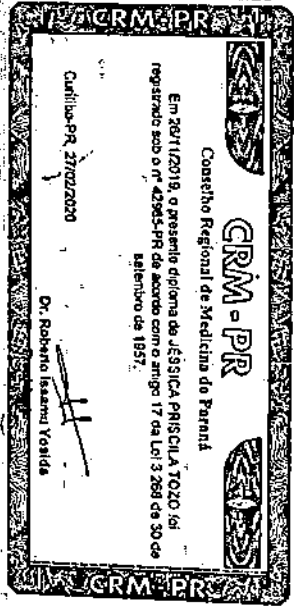 CRM-PR
CRM-PR
Conselho Regional de Medicina do Paraná
Em 26/11/2019, o presente diploma de JÉSSICA PRISCILA TOZO foi
registrado sob o nº 42985-PR de acordo com o artigo 17 da Lei 3 268 de 30 de
setembro de 1957.
Curitiba-PR, 27/02/2020
Dr. Roberto Issamu Yosida
CRM-PR